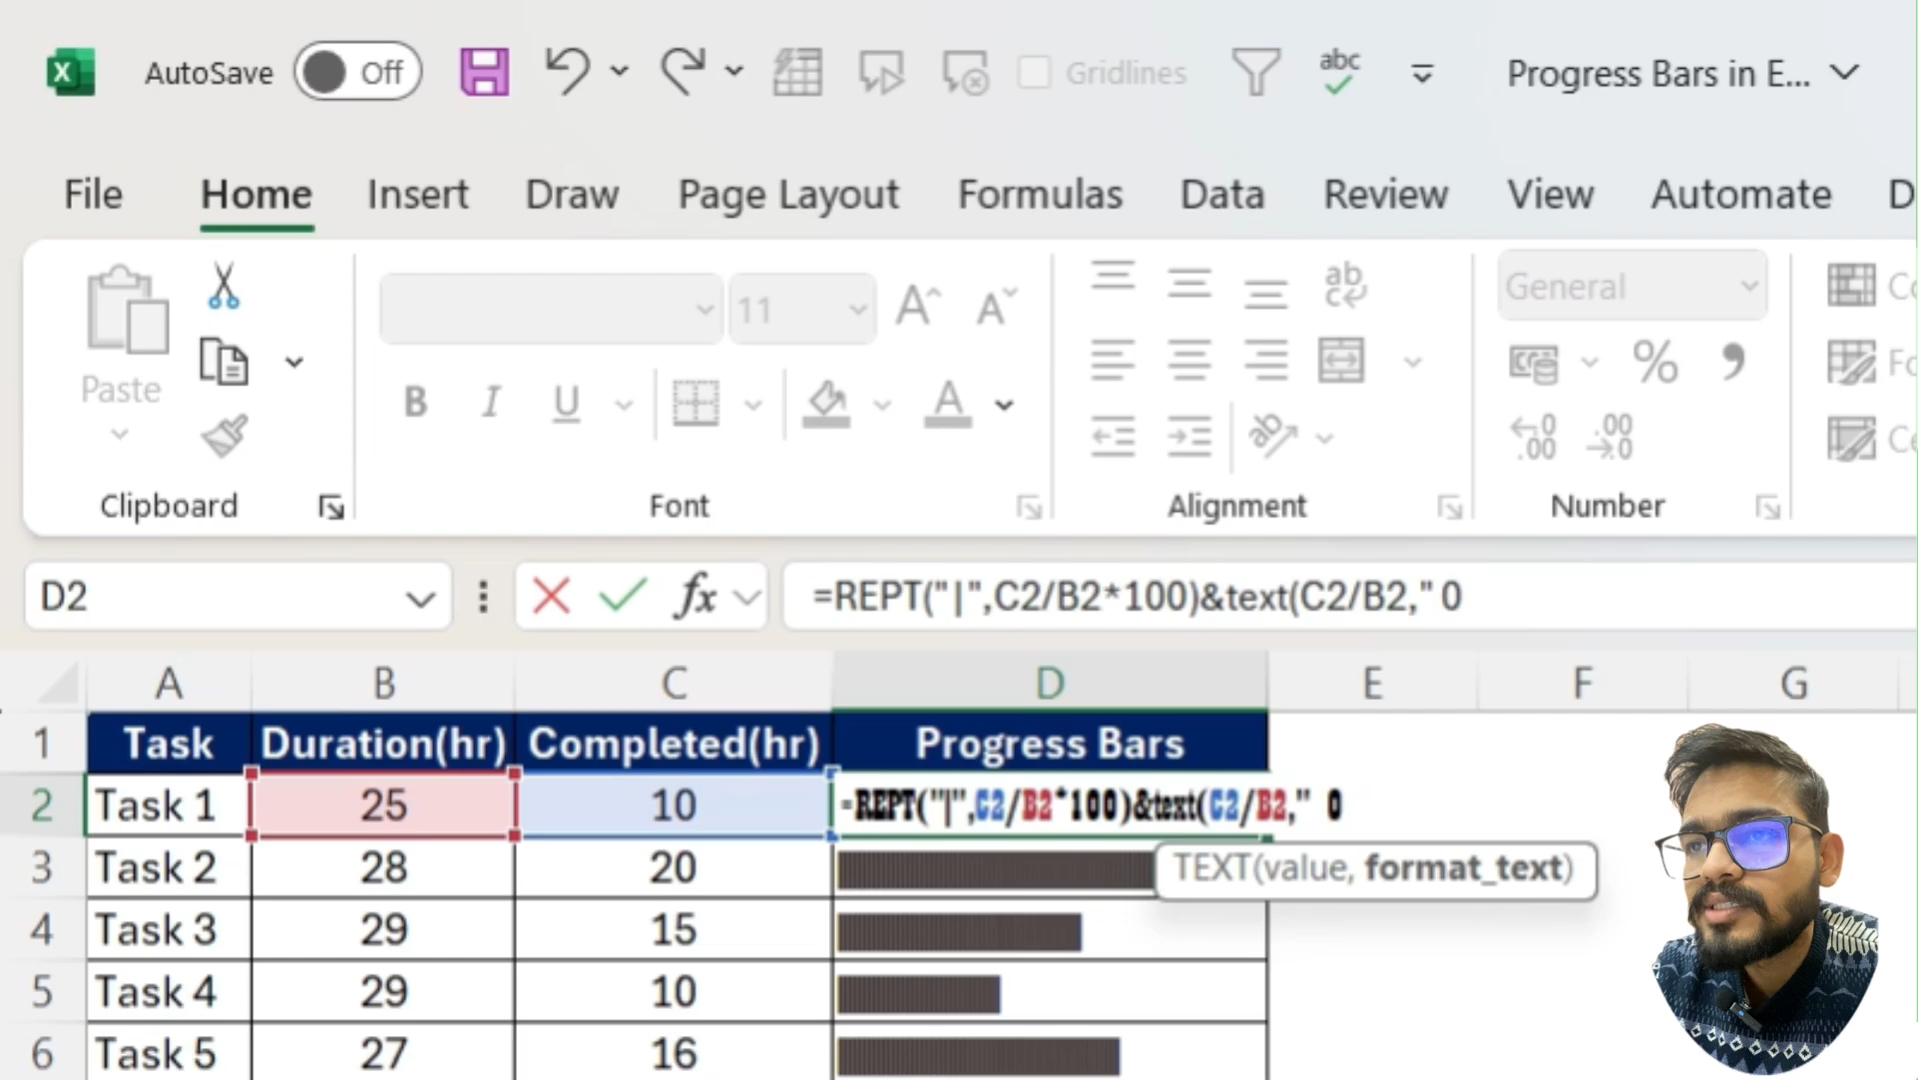 AutoSave Off Gridlines abc Progress Bars in E...
File Home Insert Draw Page Layout Formulas Data Review View Automate D
Paste
11
General
Clipboard Font Alignment Number
D2 fx =REPT("|",C2/B2*100)&text(C2/B2," 0
A B C D E F G
1 Task Duration(hr) Completed(hr) Progress Bars
2 Task 1 25 10 =REPT("|",C2/B2*100)&text(C2/B2," 0
3 Task 2 28 20 TEXT(value, format_text)
4 Task 3 29 15
5 Task 4 29 10
6 Task 5 27 16